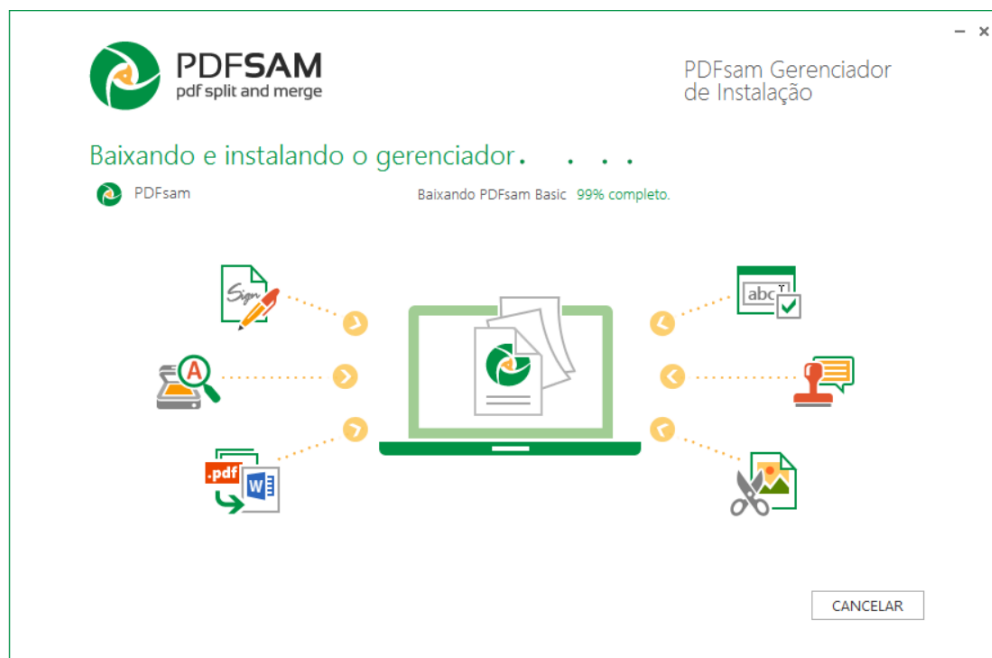 PDFSAM
pdf split and merge
PDFsam Gerenciador
de Instalação
Baixando e instalando o gerenciador. . . .
PDFsam
Baixando PDFsam Basic 99% completo.
Sign
abc
A
.pdf
W
CANCELAR